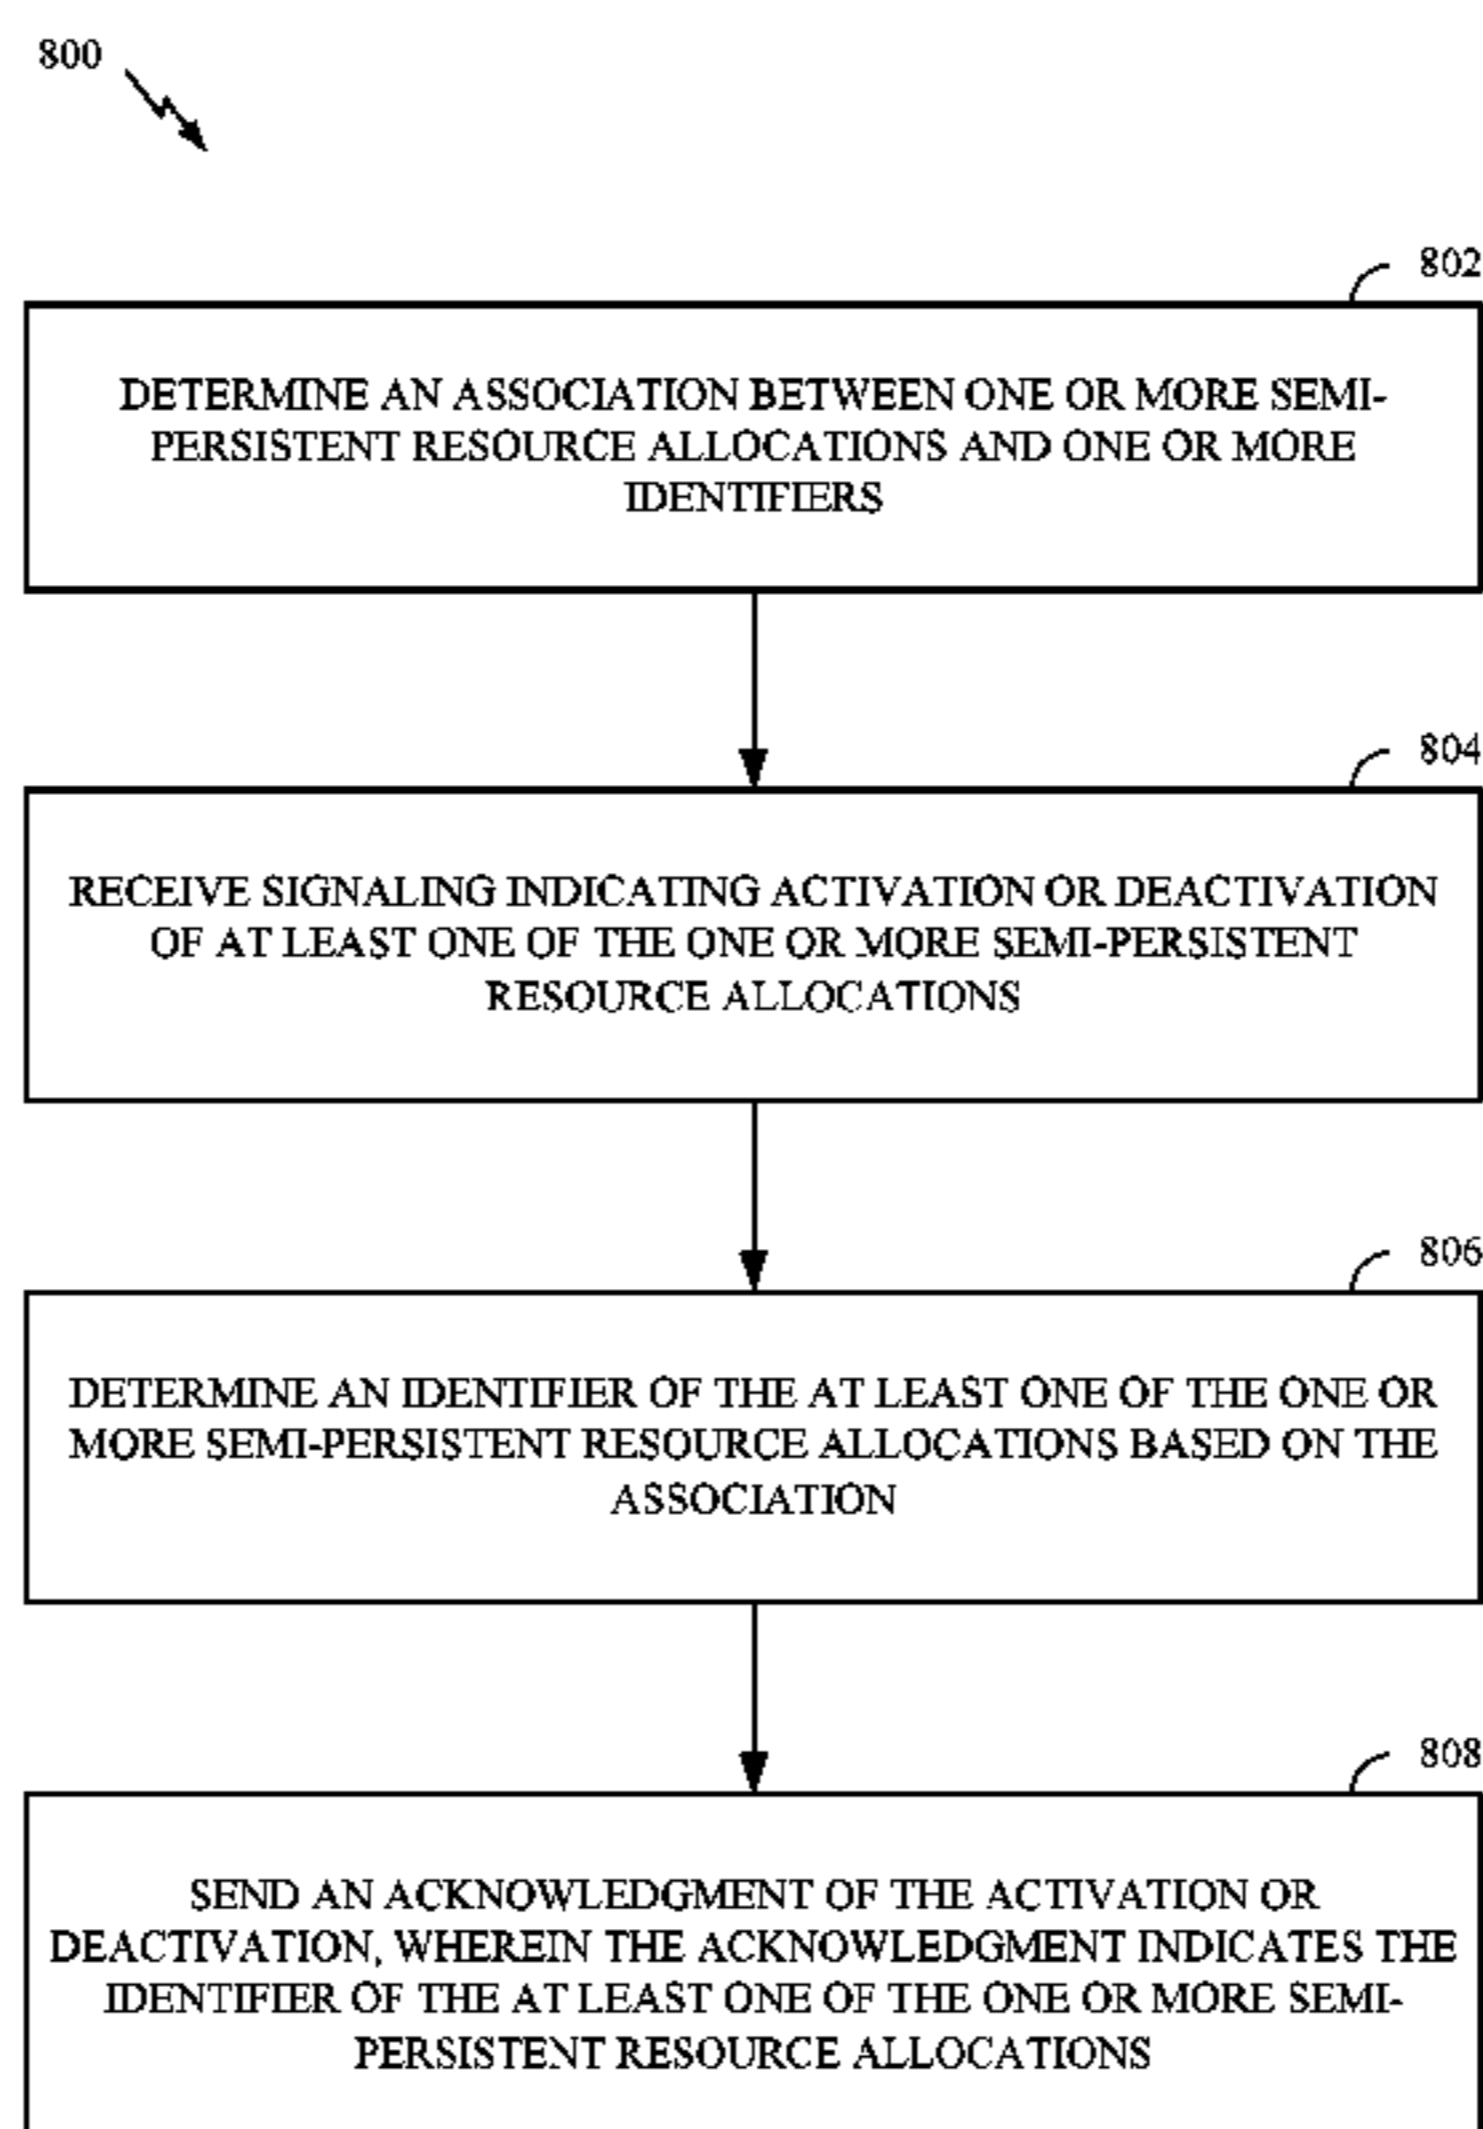 800
802
DETERMINE AN ASSOCIATION BETWEEN ONE OR MORE SEMI-
PERSISTENT RESOURCE ALLOCATIONS AND ONE OR MORE
IDENTIFIERS
804
RECEIVE SIGNALING INDICATING ACTIVATION OR DEACTIVATION
OF AT LEAST ONE OF THE ONE OR MORE SEMI-PERSISTENT
RESOURCE ALLOCATIONS
806
DETERMINE AN IDENTIFIER OF THE AT LEAST ONE OF THE ONE OR
MORE SEMI-PERSISTENT RESOURCE ALLOCATIONS BASED ON THE
ASSOCIATION
808
SEND AN ACKNOWLEDGMENT OF THE ACTIVATION OR
DEACTIVATION, WHEREIN THE ACKNOWLEDGMENT INDICATES THE
IDENTIFIER OF THE AT LEAST ONE OF THE ONE OR MORE SEMI-
PERSISTENT RESOURCE ALLOCATIONS